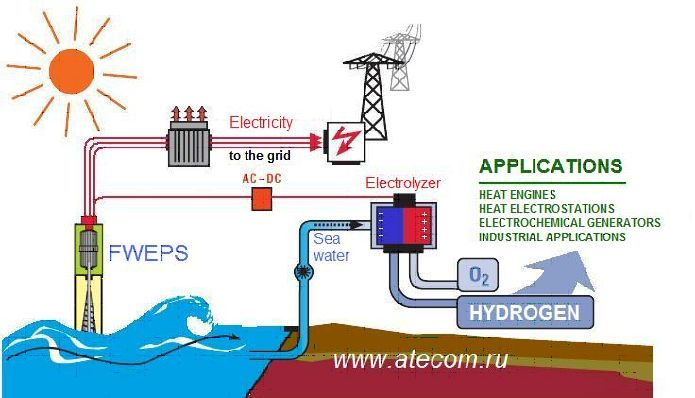 Electricity
to the grid
AC-DC
Electrolyzer
APPLICATIONS
HEAT ENGINES
HEAT ELECTROSTATIONS
ELECTROCHEMICAL GENERATORS
INDUSTRIAL APPLICATIONS
FWEPS
Sea
water
O2
HYDROGEN
www.atecom.ru